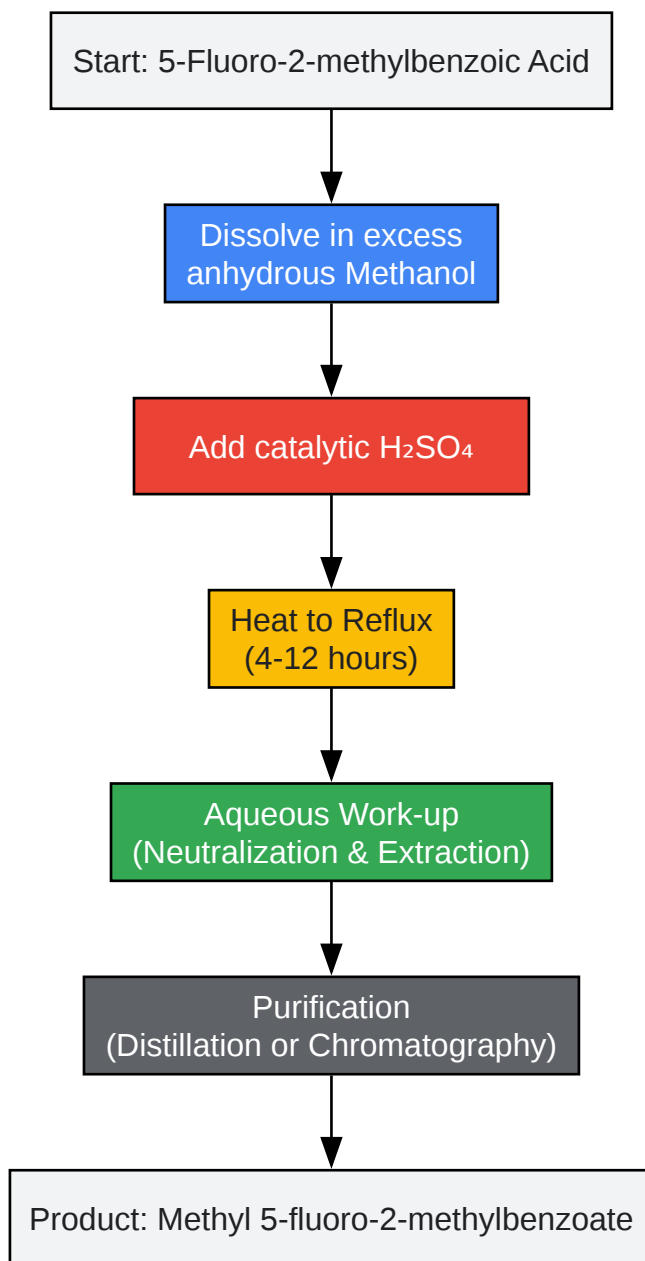 Start: 5-Fluoro-2-methylbenzoic Acid
Dissolve in excess
anhydrous Methanol
Add catalytic H₂SO₄
Heat to Reflux
(4-12 hours)
Aqueous Work-up
(Neutralization & Extraction)
Purification
(Distillation or Chromatography)
Product: Methyl 5-fluoro-2-methylbenzoate